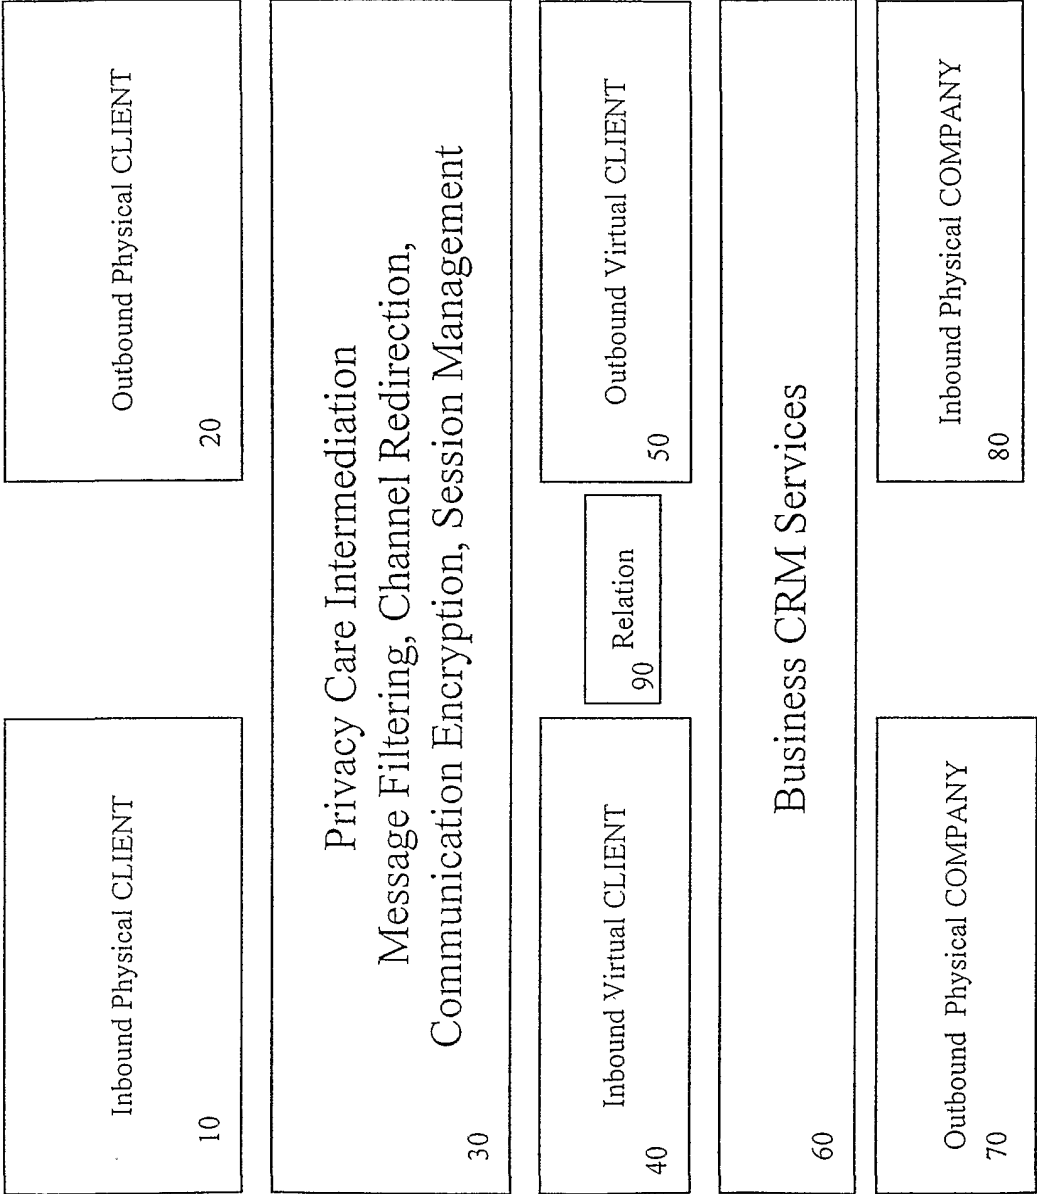 Inbound Physical CLIENT
10
Outbound Physical CLIENT
20
Privacy Care Intermediation
Message Filtering, Channel Redirection,
Communication Encryption, Session Management
30
Inbound Virtual CLIENT
40
Relation
90
Outbound Virtual CLIENT
50
Business CRM Services
60
Outbound Physical COMPANY
70
Inbound Physical COMPANY
80